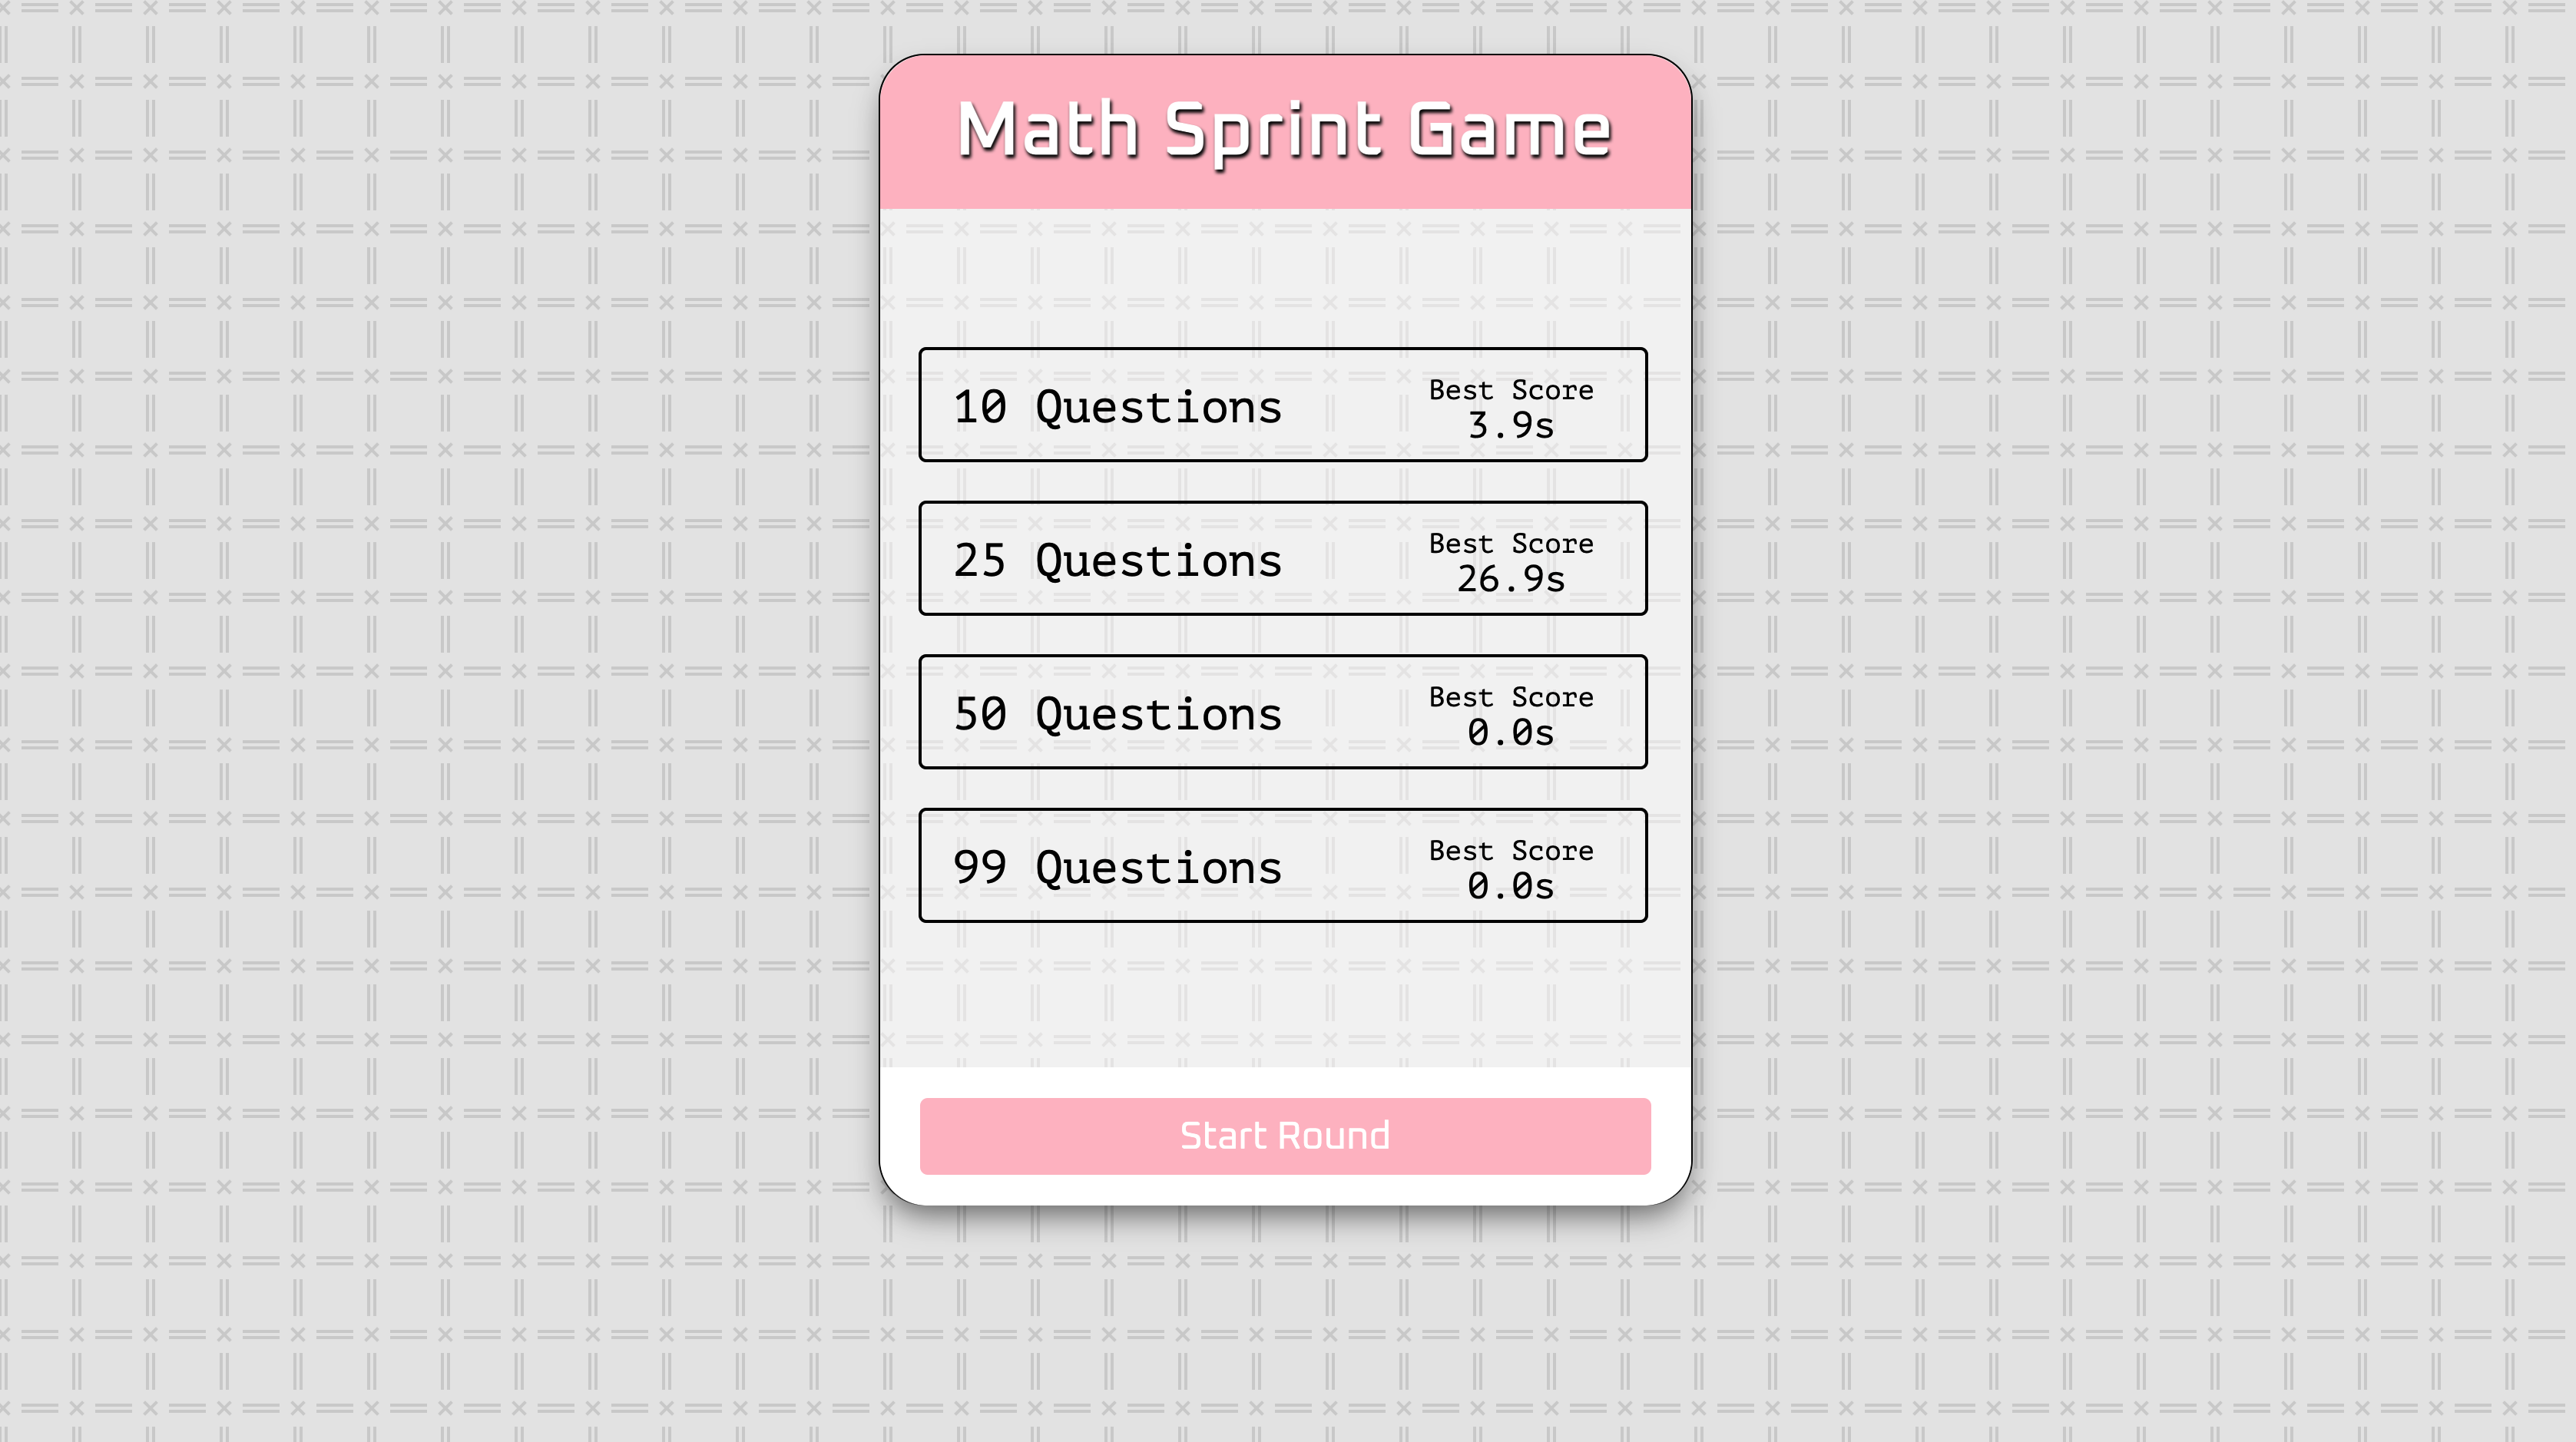 Math Sprint Game
10 Questions
Best Score
3.9s
25 Questions
Best Score
26.9s
50 Questions
Best Score
0.0s
99 Questions
Best Score
0.0s
Start Round